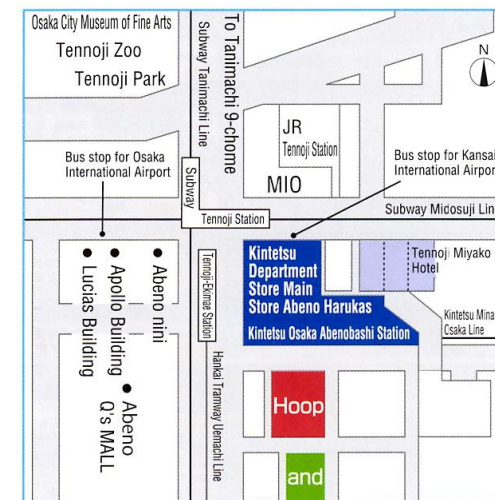 Osaka City Museum of Fine Arts
Tennoji Zoo
Tennoji Park
Subway Tanimachi Line
To Tanimachi 9-chome
N
JR
Tennoji Station
MIO
Bus stop for Osaka
International Airport
Bus stop for Kansai
International Airpor
Subway
Tennoji Station
Subway Midosuji Lin
Kintetsu
Department
Store Main
Store Abeno Harukas
Kintetsu Osaka Abenobashi Station
Tennoji Miyako
Hotel
Kintetsu Mina
Osaka Line
Tennoji-Ekimae Station
Hankai Tramway Uemachi Line
Abeno nini
Apollo Building
Lucias Building
Abeno
Q's MALL
Hoop
and